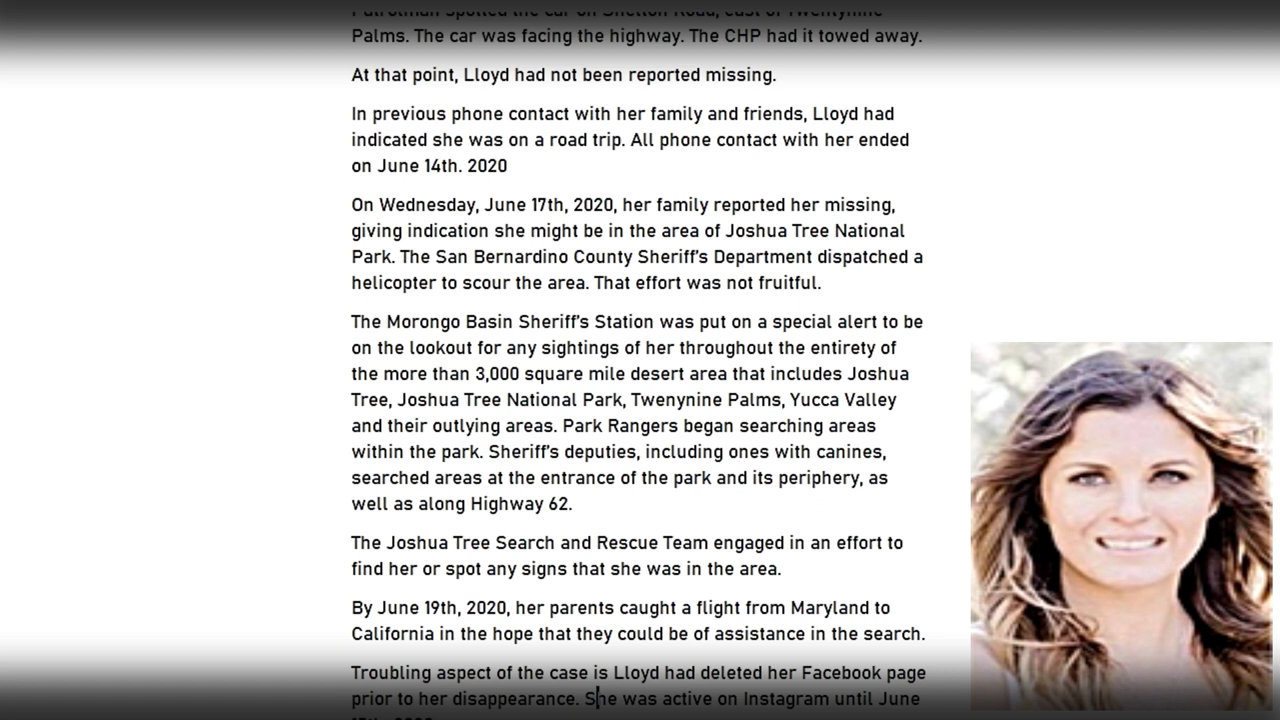 Patrolman spotted the car on Shelton Road, east of Twentynine
Palms. The car was facing the highway. The CHP had it towed away.
At that point, Lloyd had not been reported missing.
In previous phone contact with her family and friends, Lloyd had
indicated she was on a road trip. All phone contact with her ended
on June 14th. 2020
On Wednesday, June 17th, 2020, her family reported her missing,
giving indication she might be in the area of Joshua Tree National
Park. The San Bernardino County Sheriff's Department dispatched a
helicopter to scour the area. That effort was not fruitful.
The Morongo Basin Sheriff's Station was put on a special alert to be
on the lookout for any sightings of her throughout the entirety of
the more than 3,000 square mile desert area that includes Joshua
Tree, Joshua Tree National Park, Twenynine Palms, Yucca Valley
and their outlying areas. Park Rangers began searching areas
within the park. Sheriff's deputies, including ones with canines,
searched areas at the entrance of the park and its periphery, as
well as along Highway 62.
The Joshua Tree Search and Rescue Team engaged in an effort to
find her or spot any signs that she was in the area.
By June 19th, 2020, her parents caught a flight from Maryland to
California in the hope that they could be of assistance in the search.
Troubling aspect of the case is Lloyd had deleted her Facebook page
prior to her disappearance. She was active on Instagram until June